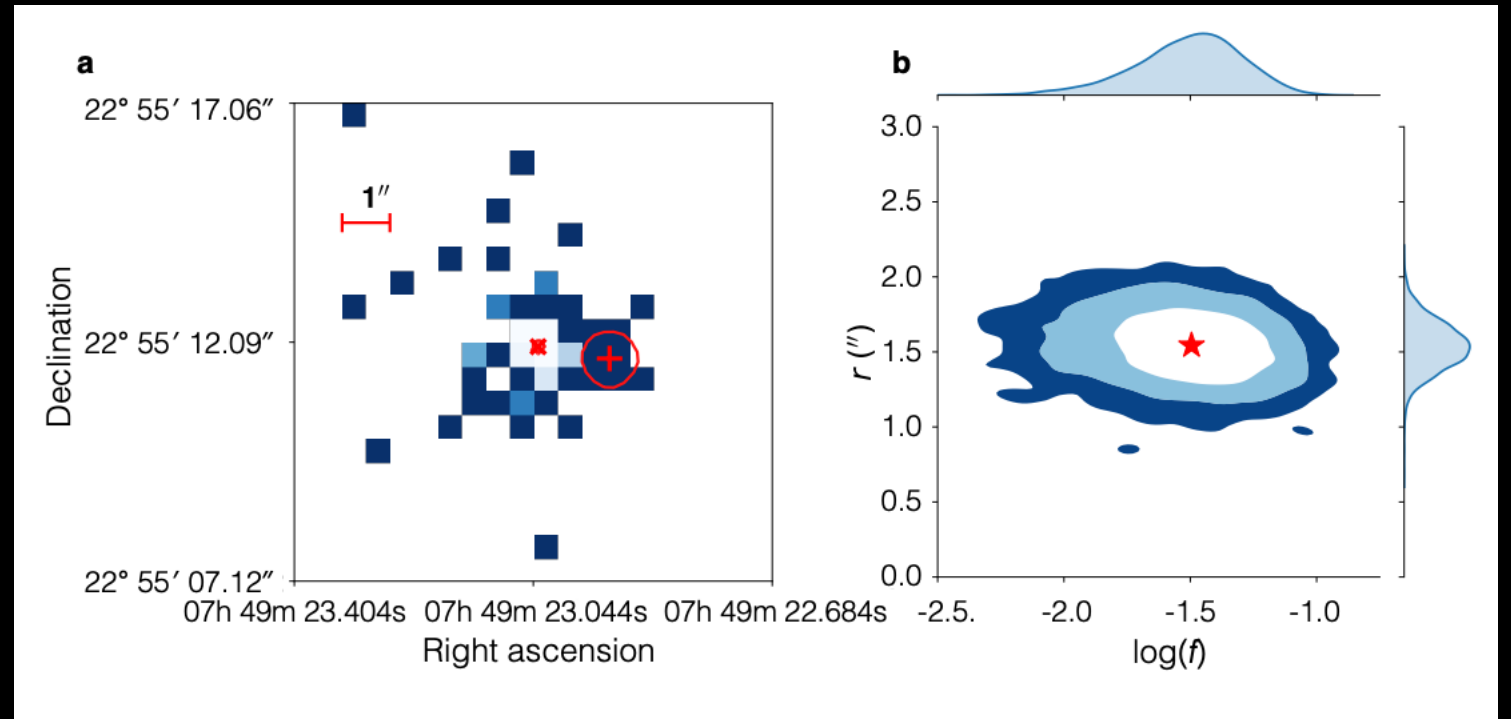 a
22° 55′ 17.06″
1″
Declination
22° 55′ 12.09″
22° 55′ 07.12″
07h 49m 23.404s 07h 49m 23.044s 07h 49m 22.684s
Right ascension
b
3.0
2.5
2.0
r (″)
1.5
1.0
0.5
0.0
-2.5. -2.0 -1.5 -1.0
log(f)